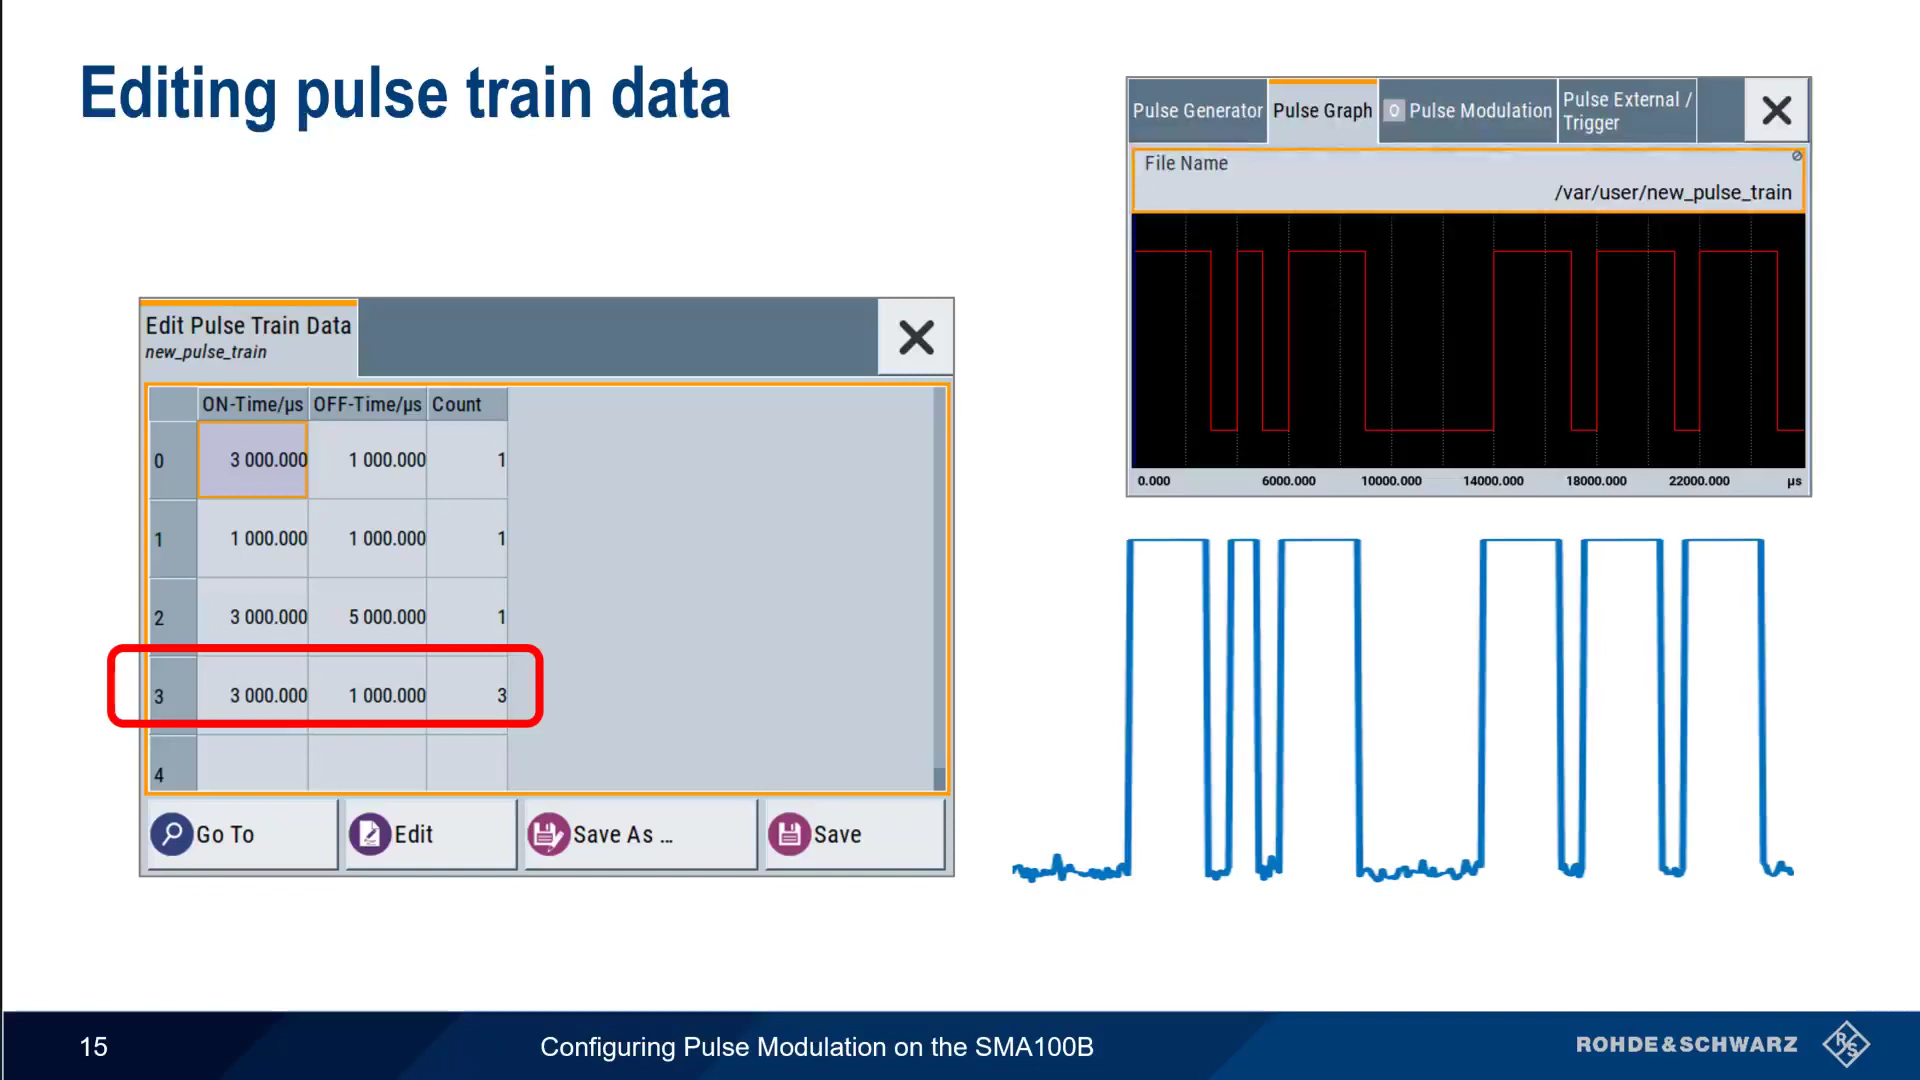 Editing pulse train data
Pulse Generator Pulse Graph 0 Pulse Modulation Pulse External / Trigger
File Name
/var/user/new_pulse_train
0.000 6000.000 10000.000 14000.000 18000.000 22000.000 µs
Edit Pulse Train Data
new_pulse_train
ON-Time/µs OFF-Time/µs Count
0 3 000.000 1 000.000 1
1 1 000.000 1 000.000 1
2 3 000.000 5 000.000 1
3 3 000.000 1 000.000 3
4
Go To Edit Save As ... Save
15 Configuring Pulse Modulation on the SMA100B ROHDE&SCHWARZ R&S